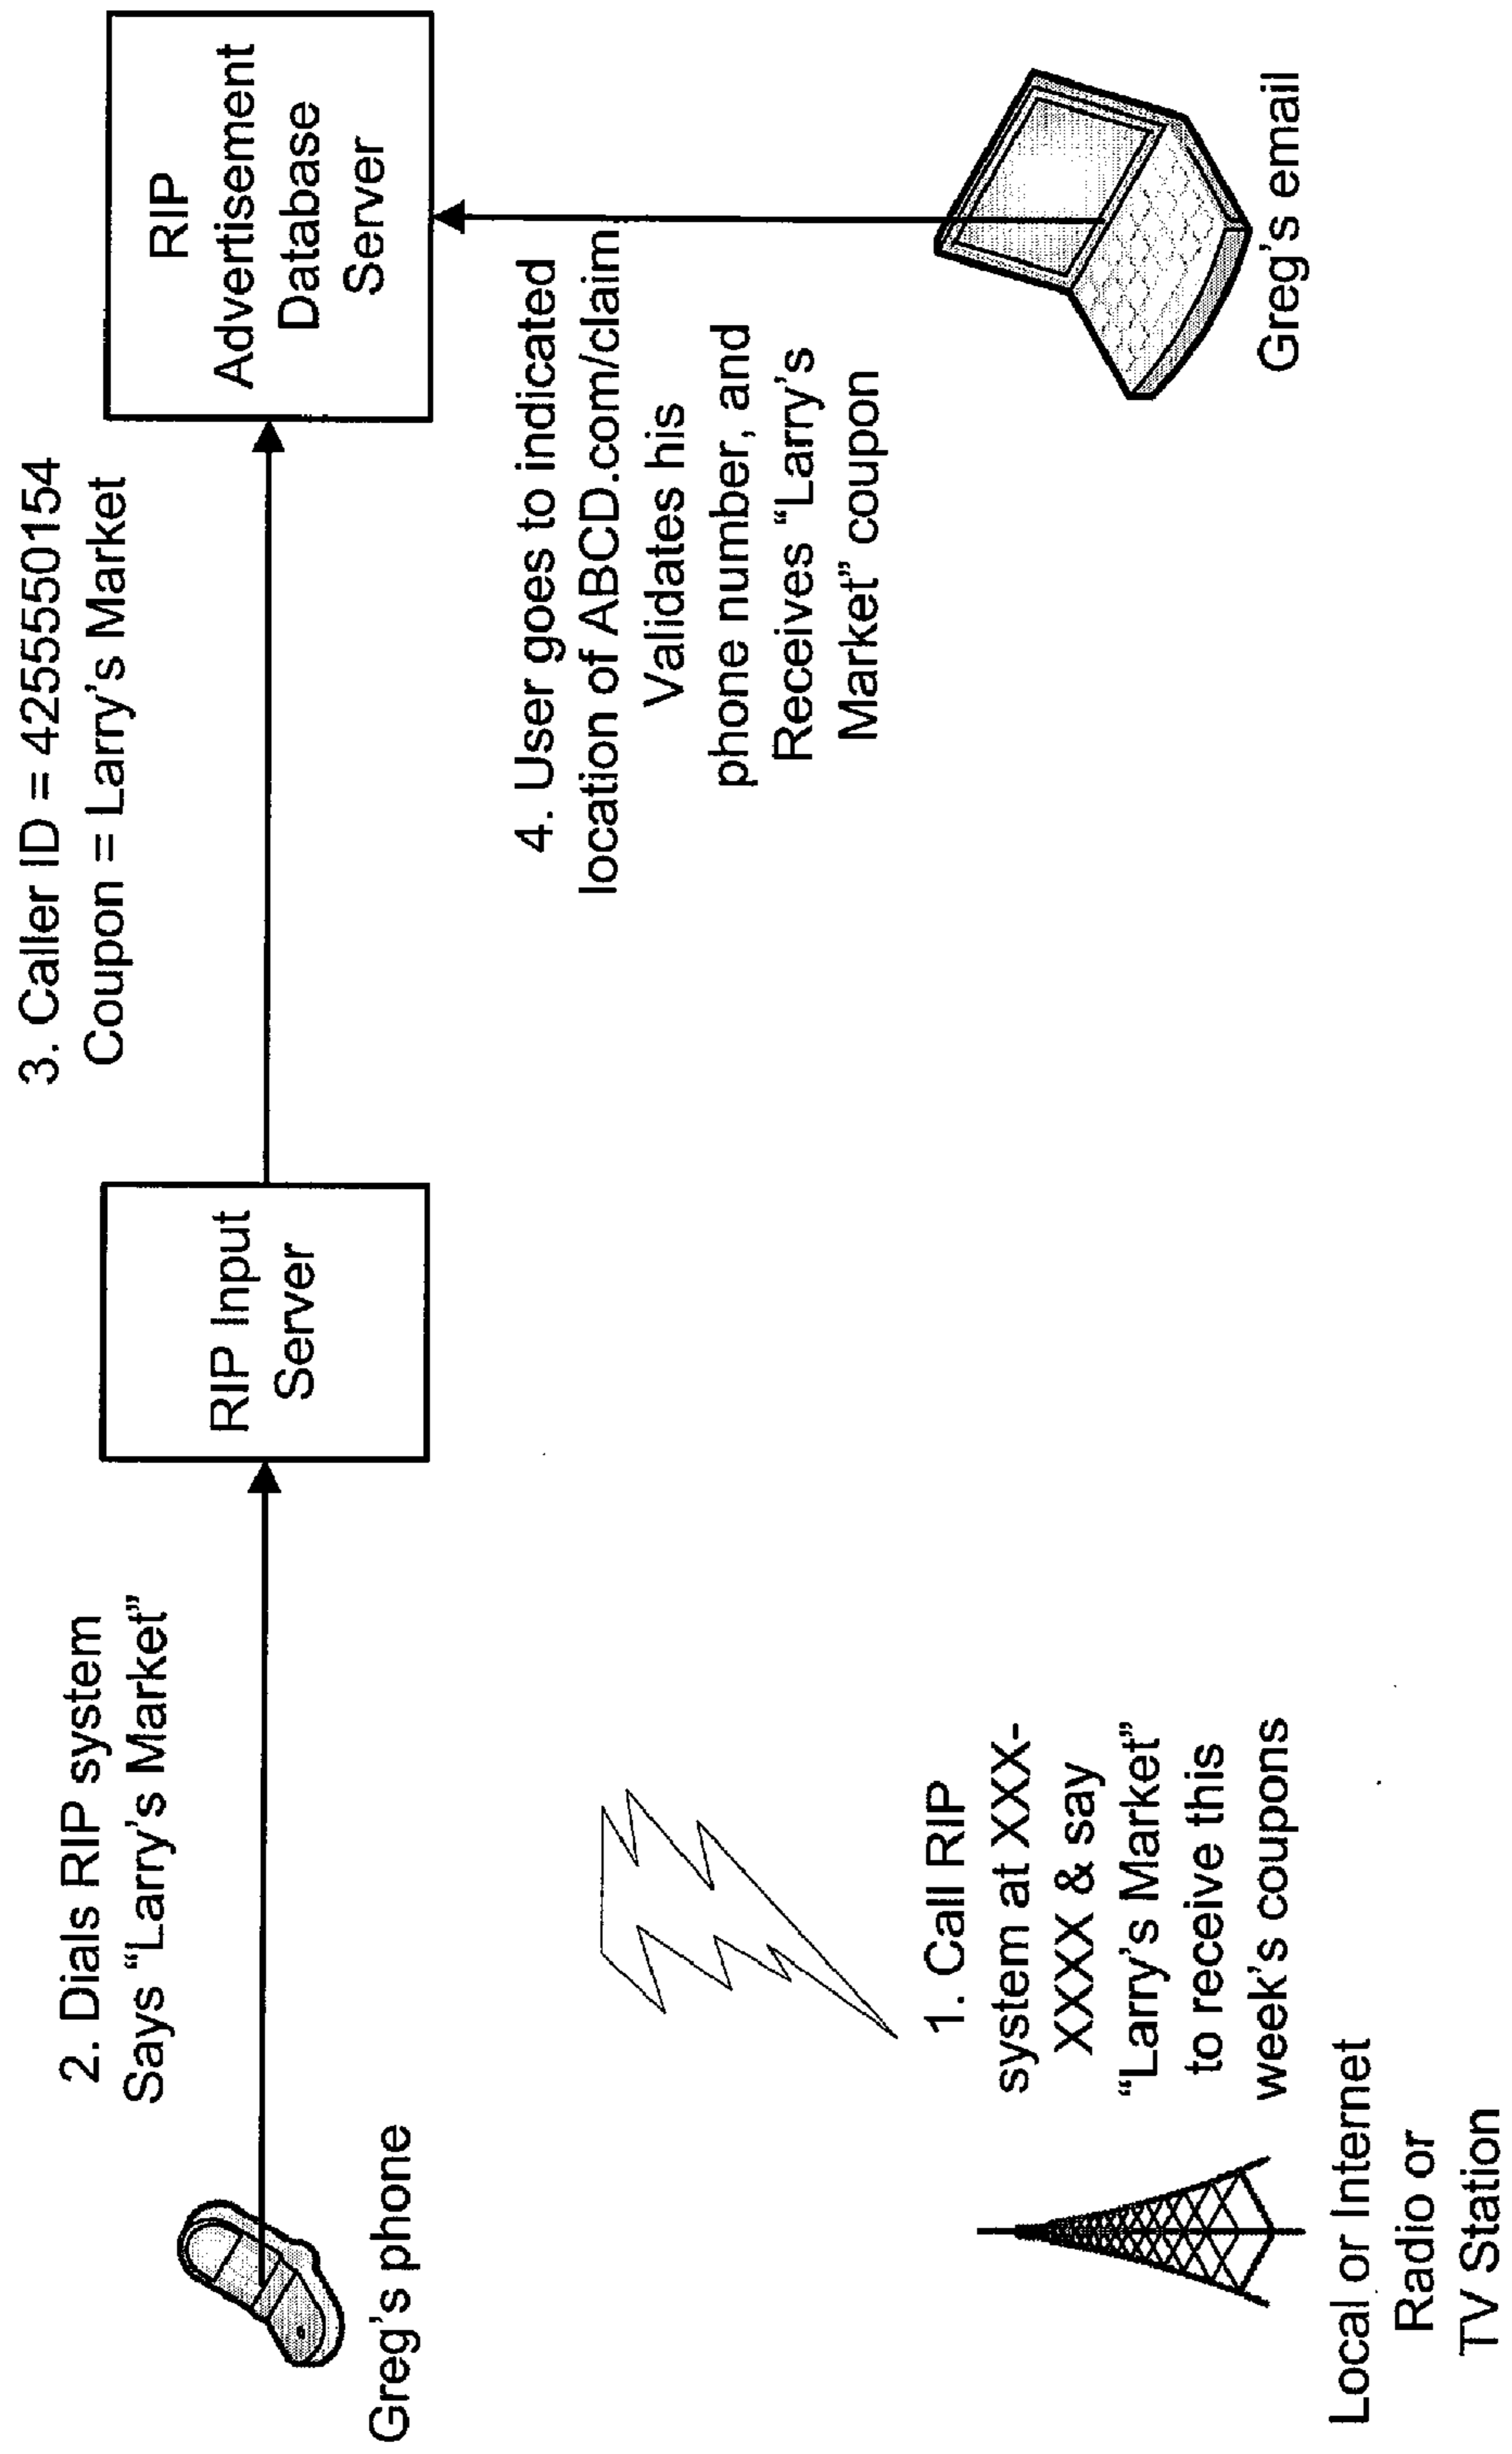 2. Dials RIP system
Says “Larry’s Market”
Greg’s phone
RIP Input
Server
3. Caller ID = 4255550154
Coupon = Larry’s Market
RIP
Advertisement
Database
Server
1. Call RIP
system at XXX-
XXXX & say
“Larry’s Market”
to receive this
week’s coupons
Local or Internet
Radio or
TV Station
4. User goes to indicated
location of ABCD.com/claim
Validates his
phone number, and
Receives “Larry’s
Market” coupon
Greg’s email